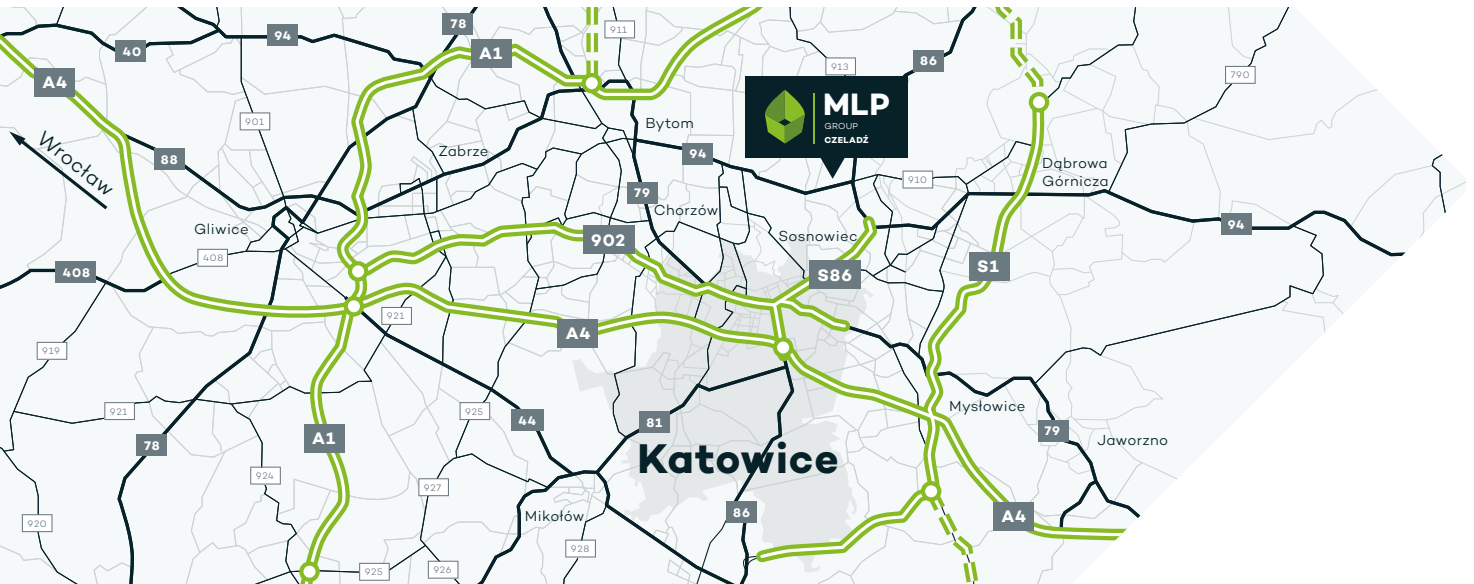 78
911
94
40
A1
86
913
790
A4
MLP
GROUP
CZELADŹ
901
Bytom
Wrocław
88
Zabrze
94
Dąbrowa
Górnicza
910
79
Chorzów
94
Gliwice
Sosnowiec
902
408
408
S86
S1
921
A4
919
921
925
44
81
Mysłowice
79
Jaworzno
A1
78
Katowice
924
927
920
Mikołów
86
A4
928
925
926